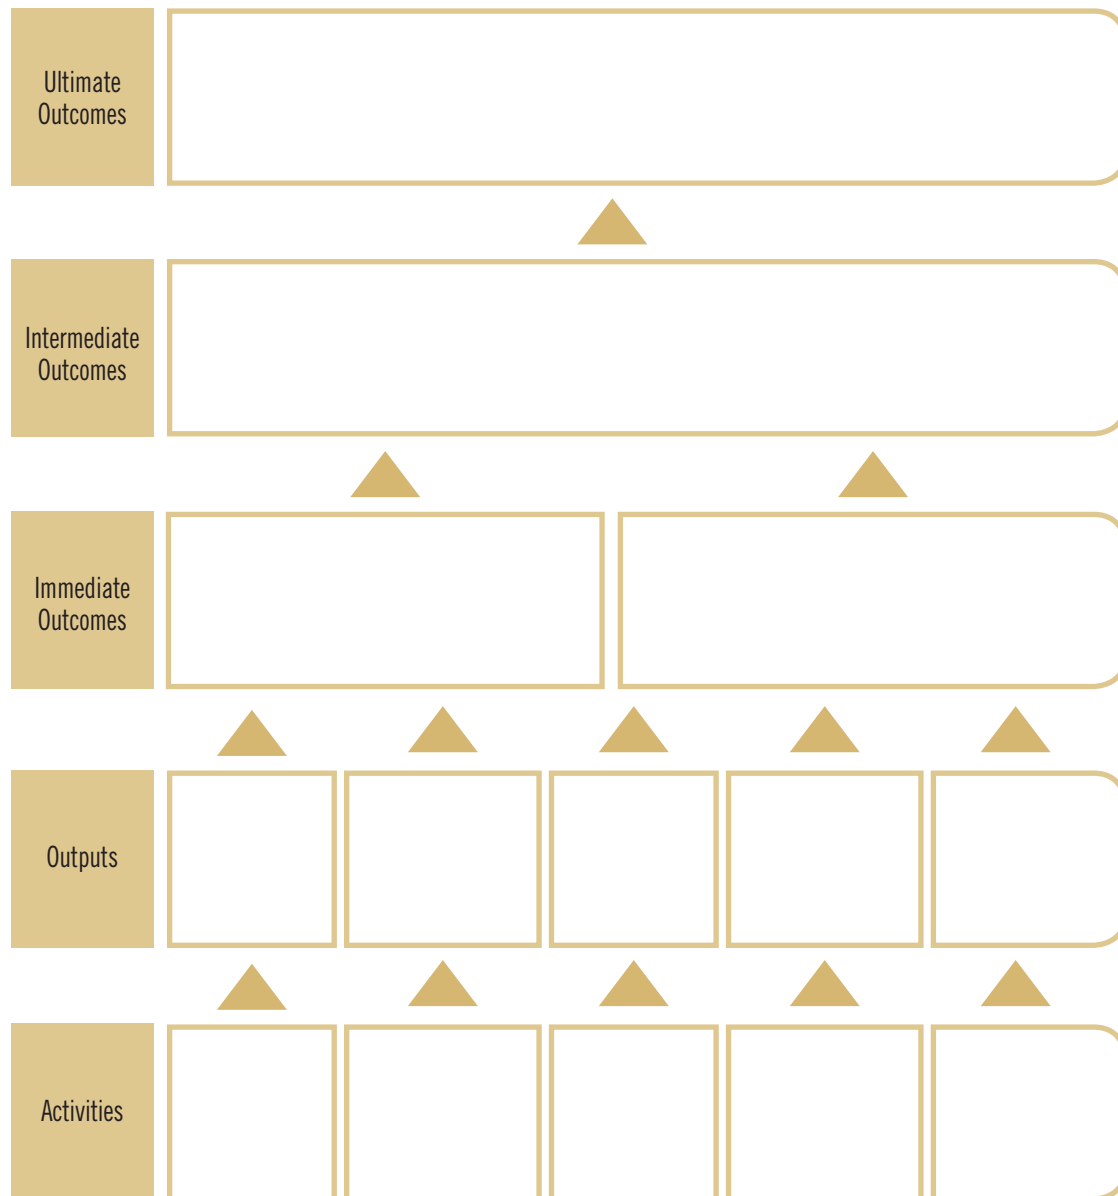 Ultimate
Outcomes
Intermediate
Outcomes
Immediate
Outcomes
Outputs
Activities